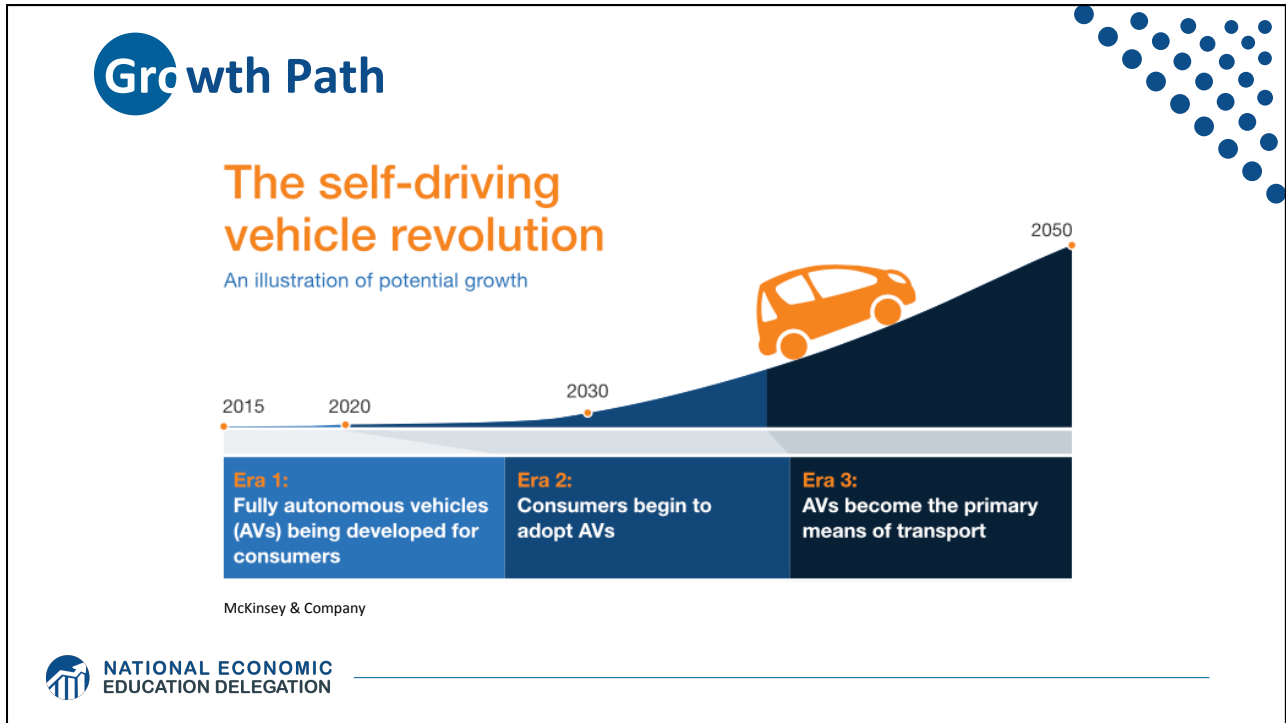 Growth Path
The self-driving
vehicle revolution
An illustration of potential growth
2050
2030
2015 2020
Era 1:
Fully autonomous vehicles
(AVs) being developed for
consumers
Era 2:
Consumers begin to
adopt AVs
Era 3:
AVs become the primary
means of transport
McKinsey & Company
NATIONAL ECONOMIC
EDUCATION DELEGATION